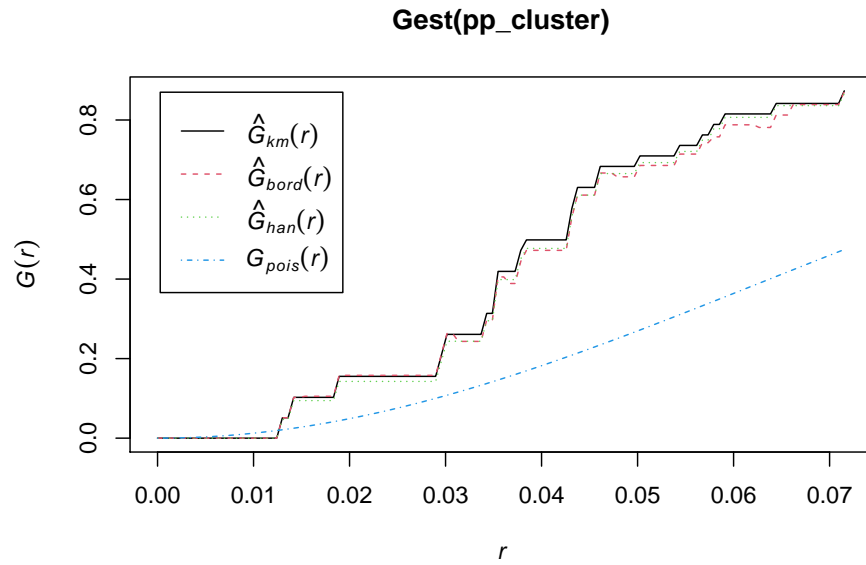 Gest(pp_cluster)
Ĝkm(r)
Ĝbord(r)
Ĝhan(r)
Gpois(r)
G(r)
0.0 0.2 0.4 0.6 0.8
0.00 0.01 0.02 0.03 0.04 0.05 0.06 0.07
r